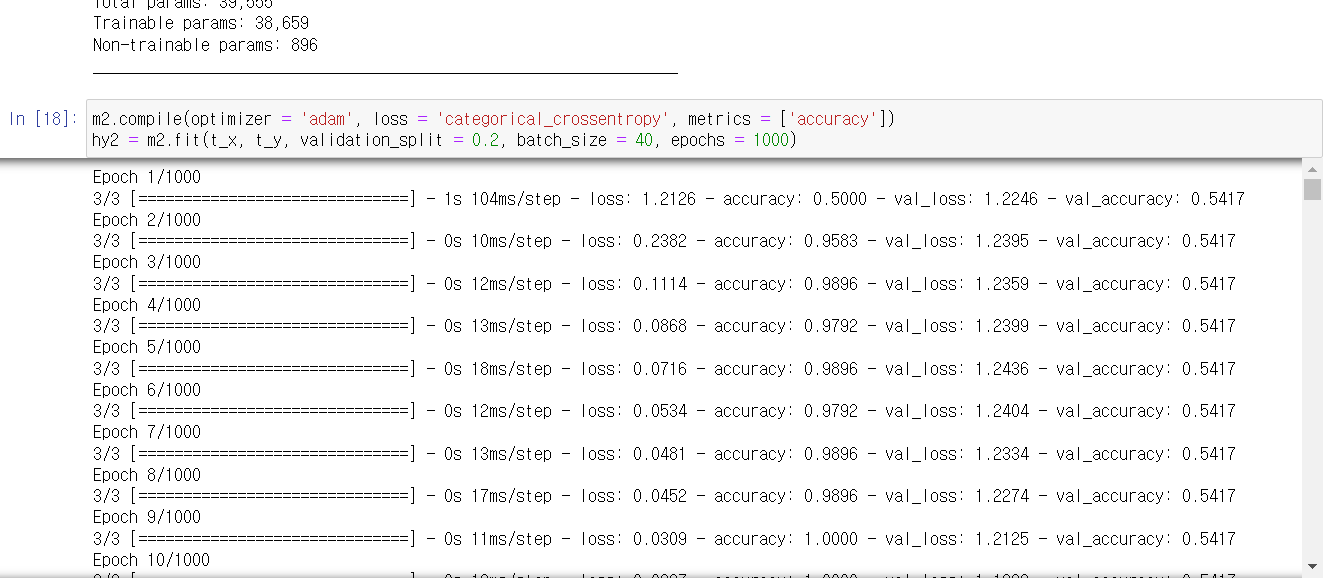 Total params: 39,555
Trainable params: 38,659
Non-trainable params: 896
In [18]:
m2.compile(optimizer = 'adam', loss = 'categorical_crossentropy', metrics = ['accuracy'])
hy2 = m2.fit(t_x, t_y, validation_split = 0.2, batch_size = 40, epochs = 1000)
Epoch 1/1000
3/3 [==============================] - 1s 104ms/step - loss: 1.2126 - accuracy: 0.5000 - val_loss: 1.2246 - val_accuracy: 0.5417
Epoch 2/1000
3/3 [==============================] - 0s 10ms/step - loss: 0.2382 - accuracy: 0.9583 - val_loss: 1.2395 - val_accuracy: 0.5417
Epoch 3/1000
3/3 [==============================] - 0s 12ms/step - loss: 0.1114 - accuracy: 0.9896 - val_loss: 1.2359 - val_accuracy: 0.5417
Epoch 4/1000
3/3 [==============================] - 0s 13ms/step - loss: 0.0868 - accuracy: 0.9792 - val_loss: 1.2399 - val_accuracy: 0.5417
Epoch 5/1000
3/3 [==============================] - 0s 18ms/step - loss: 0.0716 - accuracy: 0.9896 - val_loss: 1.2436 - val_accuracy: 0.5417
Epoch 6/1000
3/3 [==============================] - 0s 12ms/step - loss: 0.0534 - accuracy: 0.9792 - val_loss: 1.2404 - val_accuracy: 0.5417
Epoch 7/1000
3/3 [==============================] - 0s 13ms/step - loss: 0.0481 - accuracy: 0.9896 - val_loss: 1.2334 - val_accuracy: 0.5417
Epoch 8/1000
3/3 [==============================] - 0s 17ms/step - loss: 0.0452 - accuracy: 0.9896 - val_loss: 1.2274 - val_accuracy: 0.5417
Epoch 9/1000
3/3 [==============================] - 0s 11ms/step - loss: 0.0309 - accuracy: 1.0000 - val_loss: 1.2125 - val_accuracy: 0.5417
Epoch 10/1000